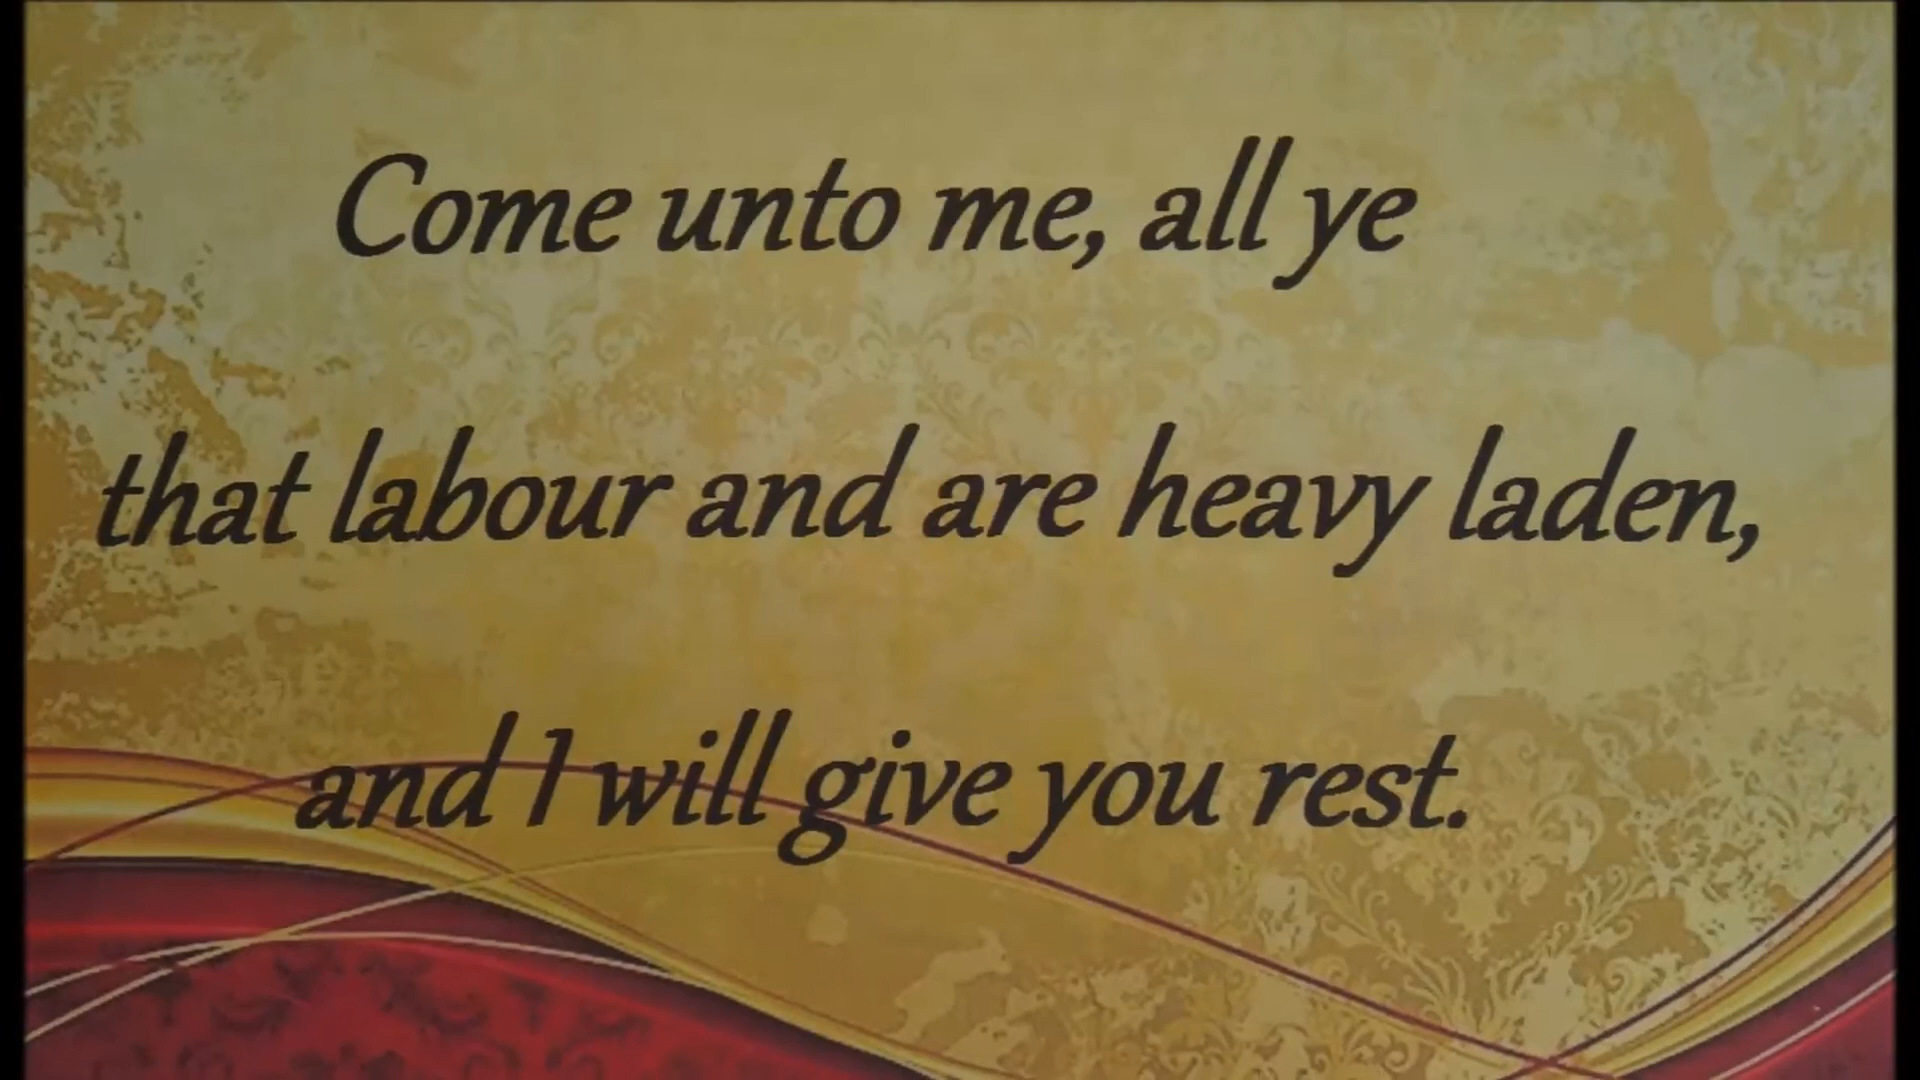 Come unto me, all ye
that labour and are heavy laden,
and I will give you rest.